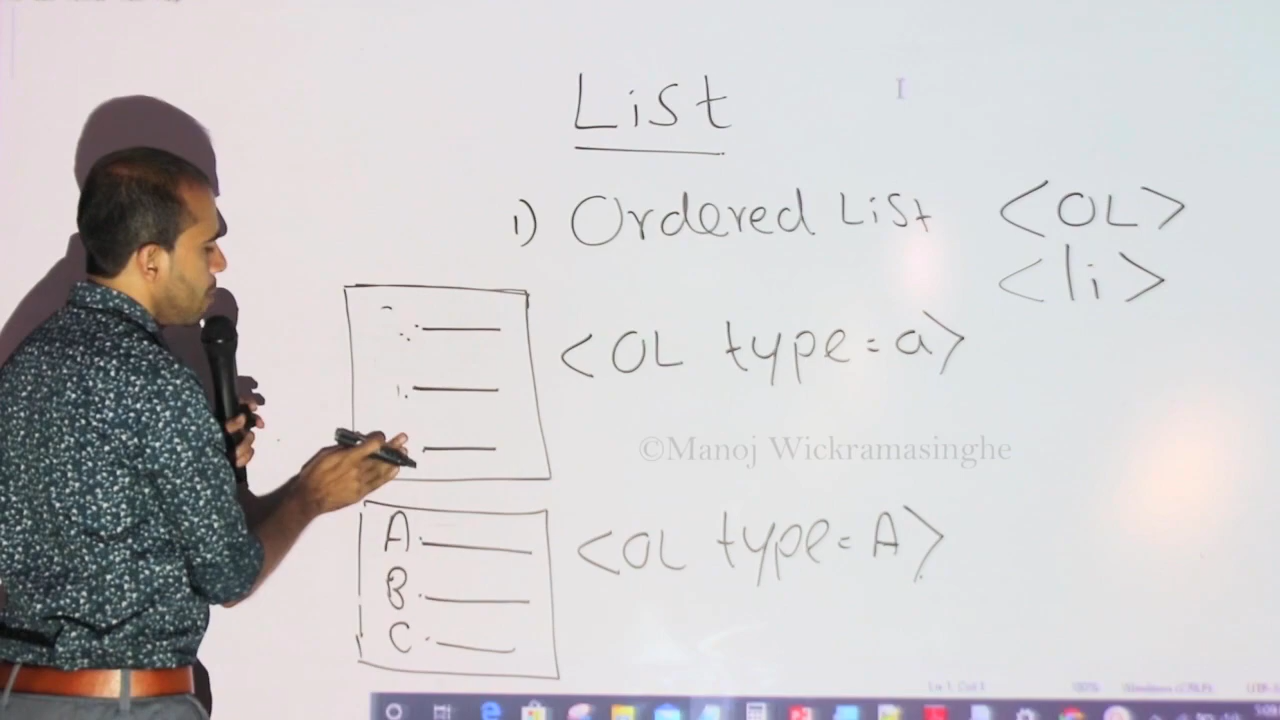 List
1) Ordered List <OL>
<li>
<OL type=a>
©Manoj Wickramasinghe
A.
B.
C.
<OL type=A>